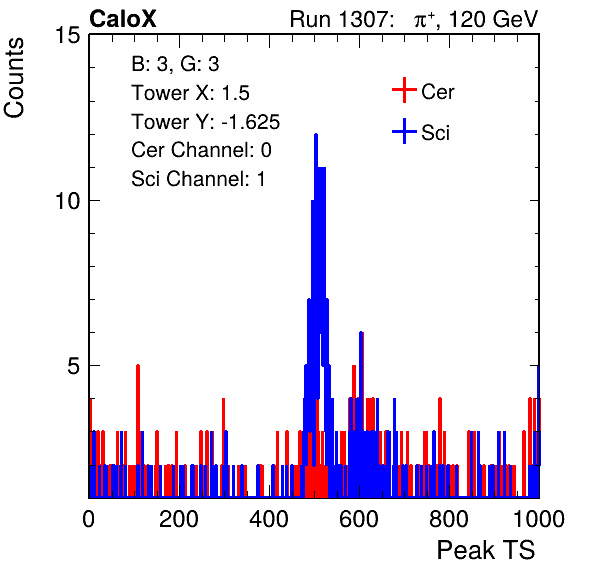 CaloX Run 1307: π⁺, 120 GeV
Counts
15
10
5
B: 3, G: 3
Tower X: 1.5
Tower Y: -1.625
Cer Channel: 0
Sci Channel: 1
Cer
Sci
0 200 400 600 800 1000
Peak TS